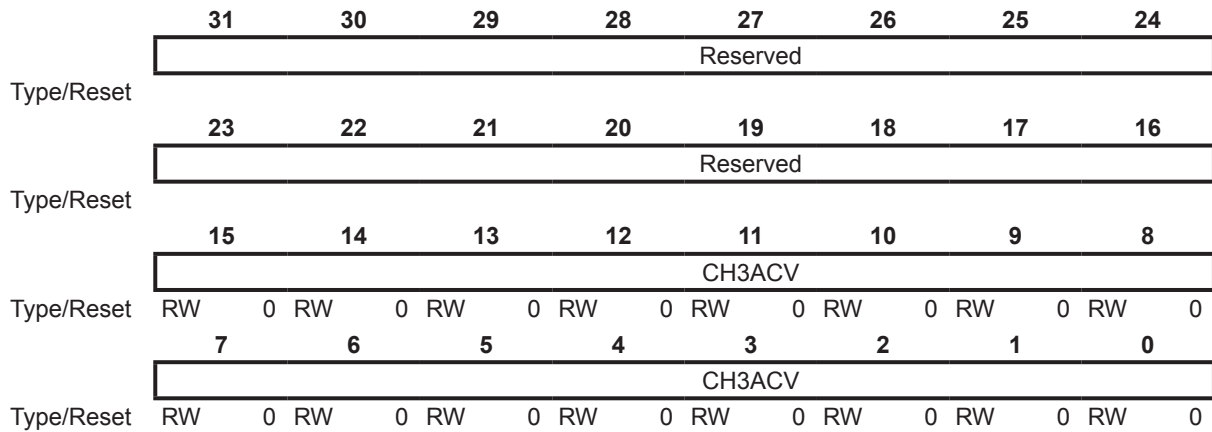 31 30 29 28 27 26 25 24
Reserved
Type/Reset
23 22 21 20 19 18 17 16
Reserved
Type/Reset
15 14 13 12 11 10 9 8
CH3ACV
Type/Reset RW 0 RW 0 RW 0 RW 0 RW 0 RW 0 RW 0 RW 0
7 6 5 4 3 2 1 0
CH3ACV
Type/Reset RW 0 RW 0 RW 0 RW 0 RW 0 RW 0 RW 0 RW 0